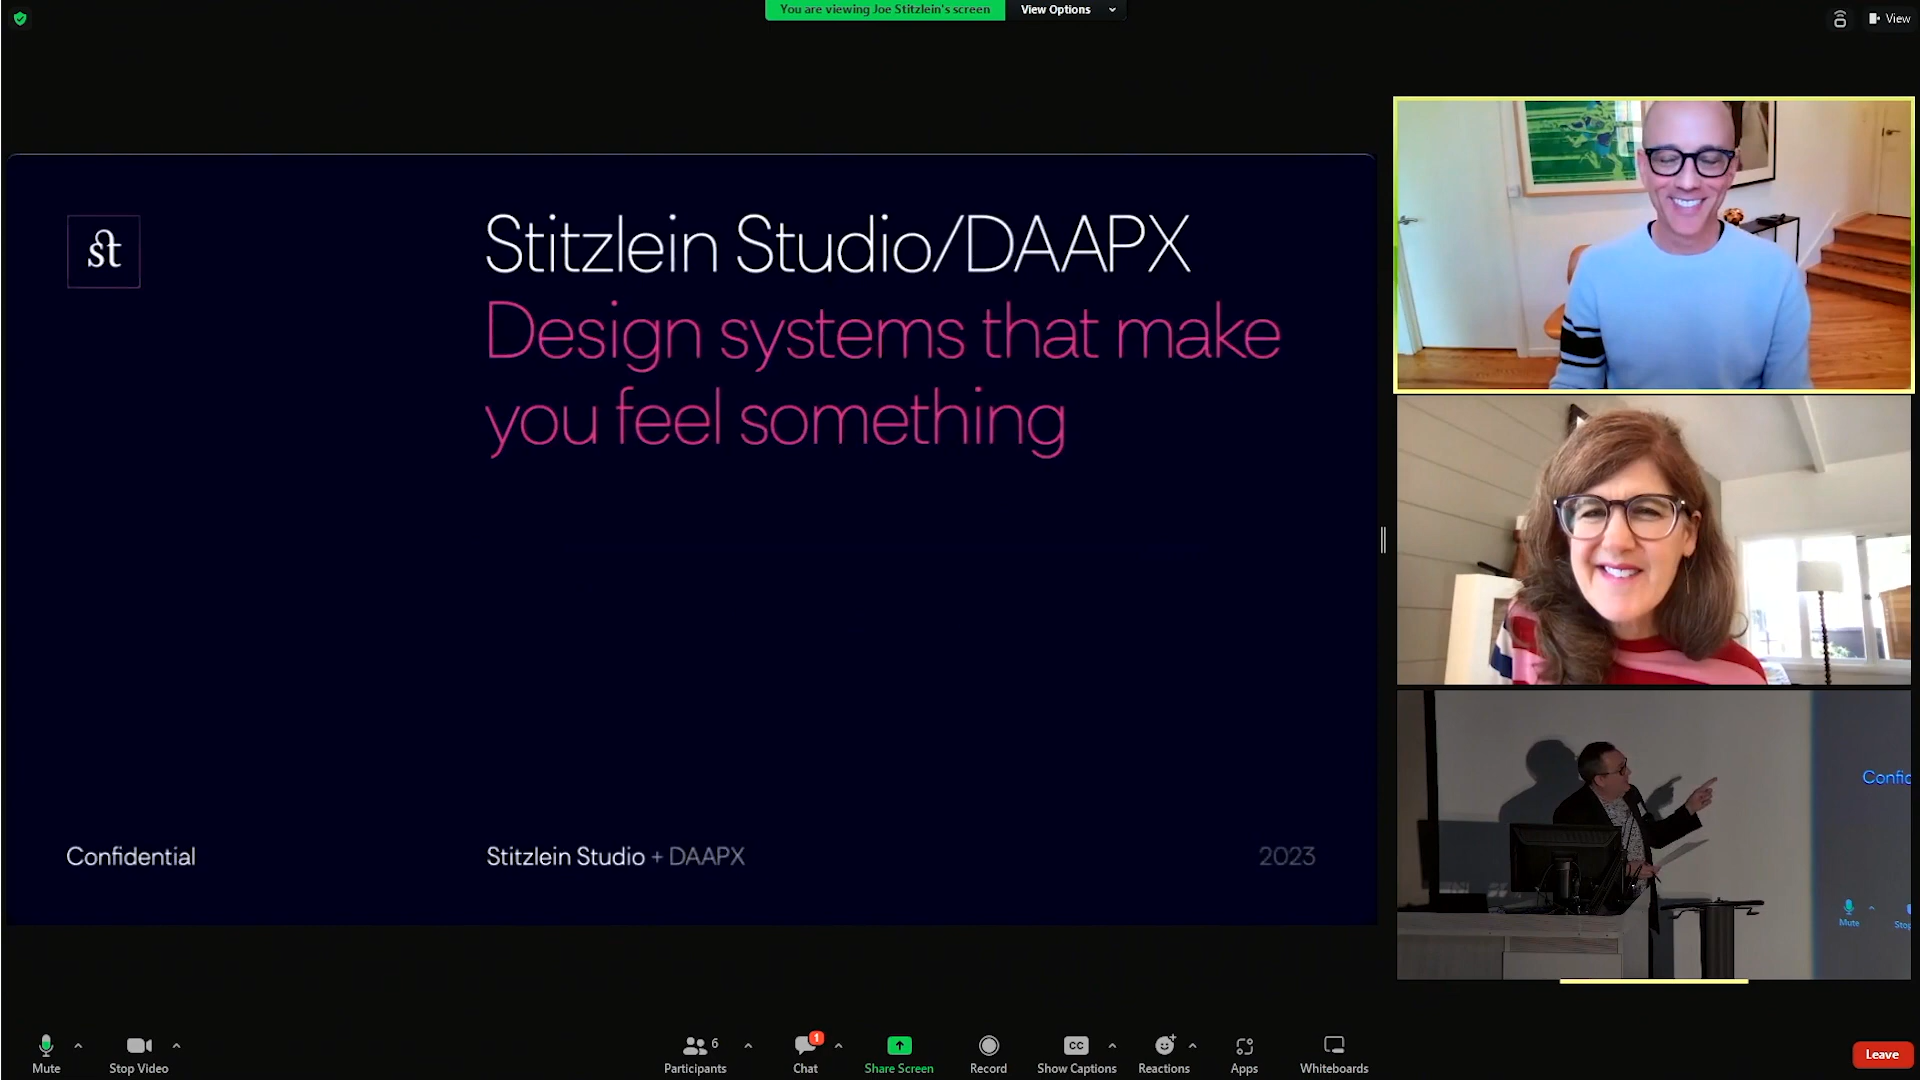 You are viewing Joe Stitzlein's screen
View Options
View
st
Stitzlein Studio/DAAPX
Design systems that make
you feel something
Confidential
Stitzlein Studio + DAAPX
2023
Confid
Mute
Stop
Mute
Stop Video
6
Participants
1
Chat
Share Screen
Record
CC
Show Captions
Reactions
Apps
Whiteboards
Leave